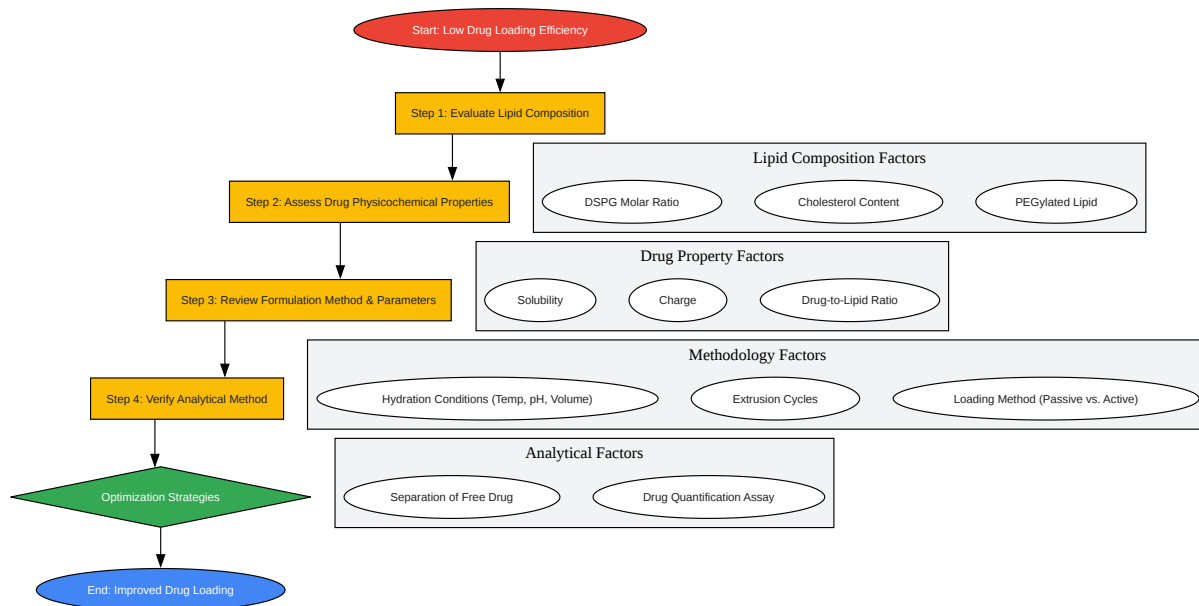 Start: Low Drug Loading Efficiency
Step 1: Evaluate Lipid Composition
Lipid Composition Factors
DSPG Molar Ratio
Cholesterol Content
PEGylated Lipid
Step 2: Assess Drug Physicochemical Properties
Drug Property Factors
Solubility
Charge
Drug-to-Lipid Ratio
Step 3: Review Formulation Method & Parameters
Methodology Factors
Hydration Conditions (Temp, pH, Volume)
Extrusion Cycles
Loading Method (Passive vs. Active)
Step 4: Verify Analytical Method
Analytical Factors
Separation of Free Drug
Drug Quantification Assay
Optimization Strategies
End: Improved Drug Loading